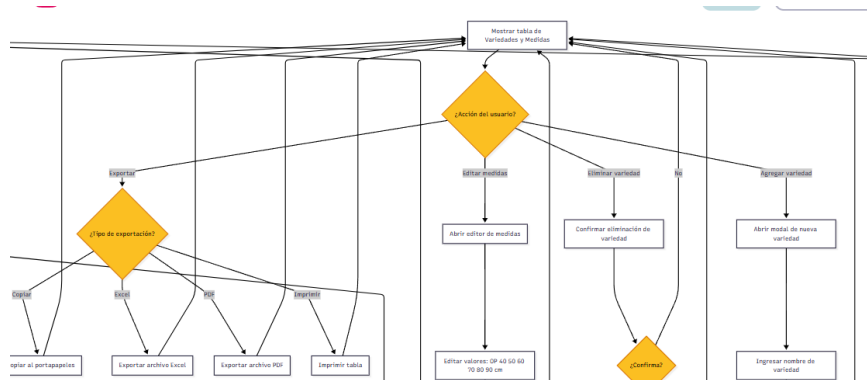 Mostrar tabla de
Variedades y Medidas
¿Acción del usuario?
Exportar
Editar medidas
Eliminar variedad
No
Agregar variedad
¿Tipo de exportación?
Abrir editor de medidas
Confirmar eliminación de
variedad
Abrir modal de nueva
variedad
Copiar
Excel
PDF
Imprimir
opiar al portapapeles
Exportar archivo Excel
Exportar archivo PDF
Imprimir tabla
Editar valores: OP 40 50 60
70 80 90 cm
¿Confirma?
Ingresar nombre de
variedad